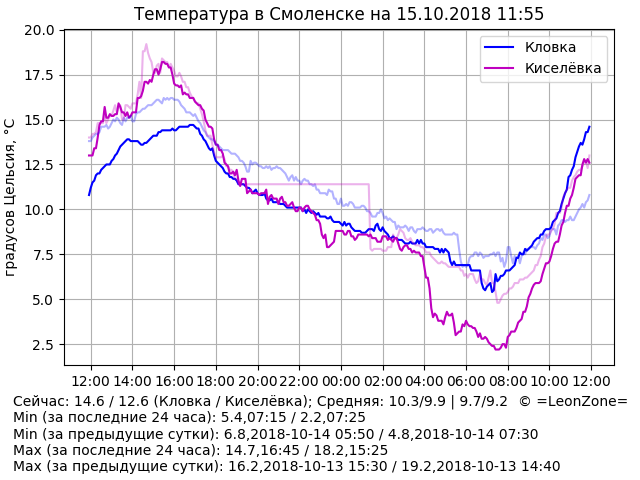 Температура в Смоленске на 15.10.2018 11:55
Кловка
Киселёвка
градусов Цельсия, °C
20.0
17.5
15.0
12.5
10.0
7.5
5.0
2.5
12:00 14:00 16:00 18:00 20:00 22:00 00:00 00:00 02:00 04:00 06:00 08:00 10:00 12:00
Сейчас: 14.6 / 12.6 (Кловка / Киселёвка); Средняя: 10.3/9.9 | 9.7/9.2 © =LeonZone=
Min (за последние 24 часа): 5.4,07:15 / 2.2,07:25
Min (за предыдущие сутки): 6.8,2018-10-14 05:50 / 4.8,2018-10-14 07:30
Max (за последние 24 часа): 14.7,16:45 / 18.2,15:25
Max (за предыдущие сутки): 16.2,2018-10-13 15:30 / 19.2,2018-10-13 14:40